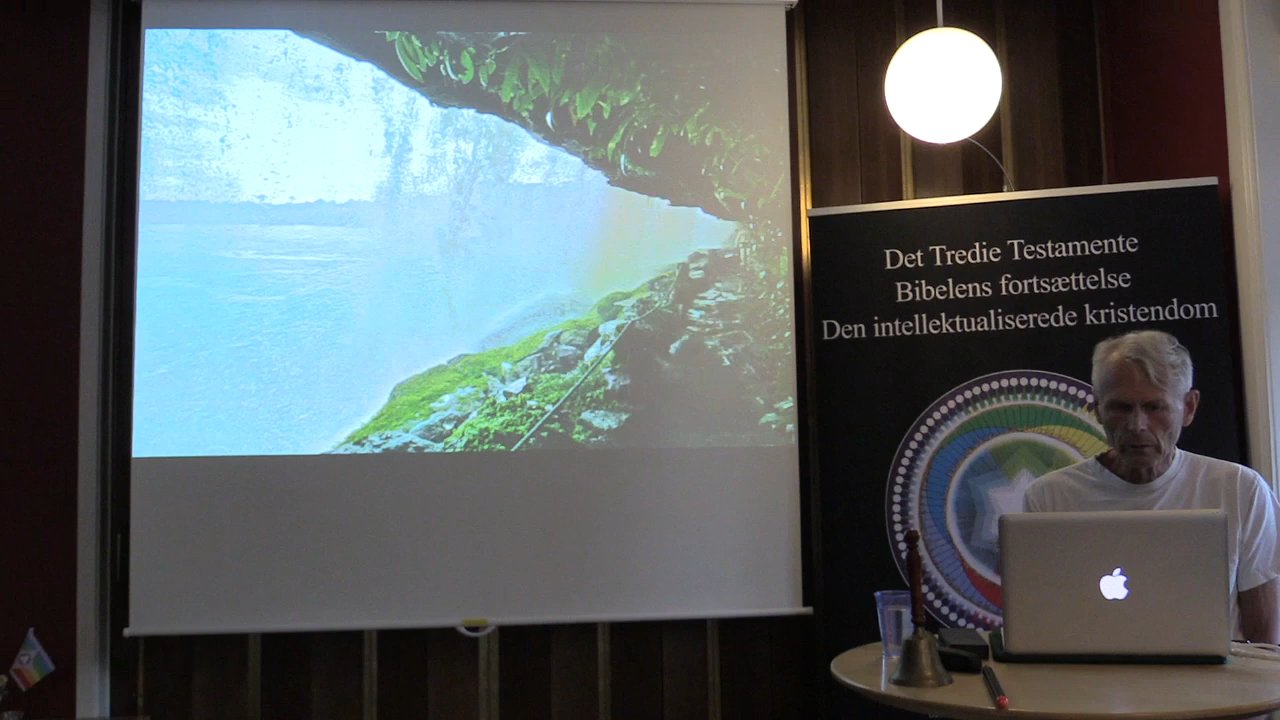 Det Tredie Testamente
Bibelens fortsættelse
Den intellektualiserede kristendom